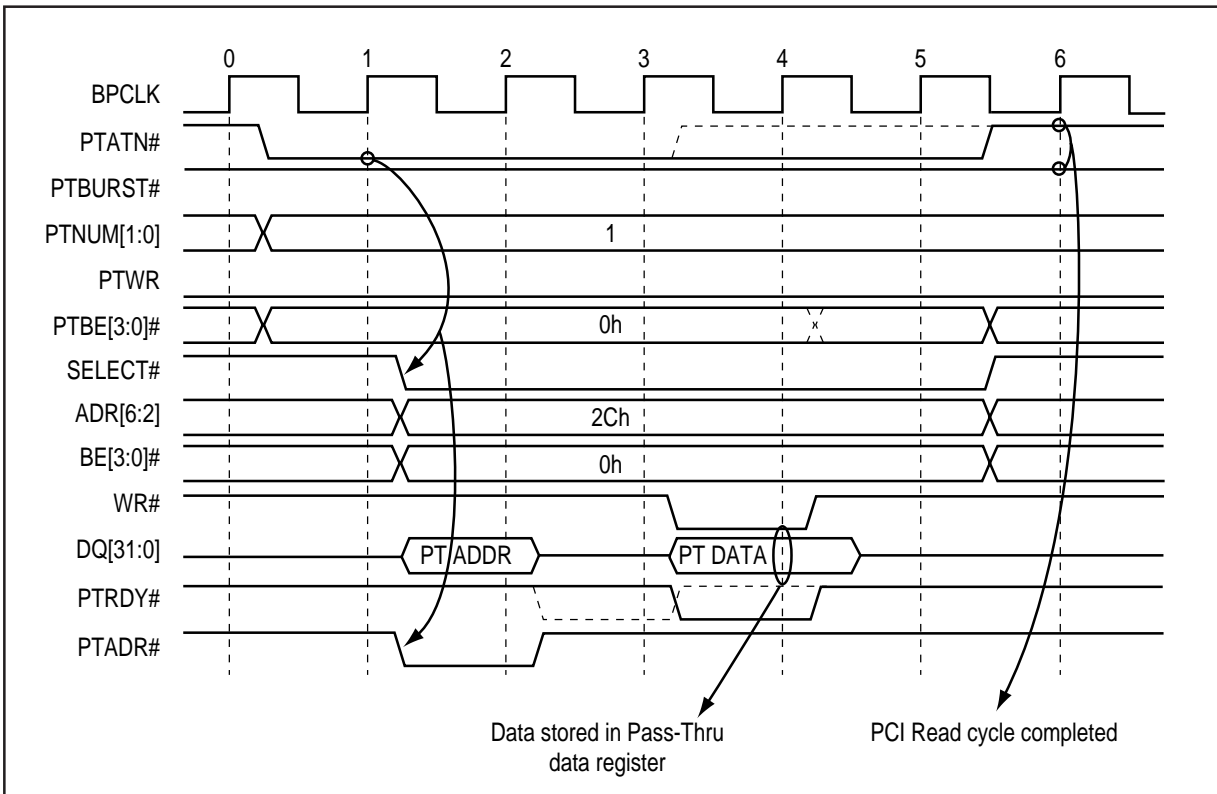 0 1 2 3 4 5 6
BPCLK
PTATN#
PTBURST#
PTNUM[1:0] 1
PTWR
PTBE[3:0]# 0h
SELECT#
ADR[6:2] 2Ch
BE[3:0]# 0h
WR#
DQ[31:0] PT ADDR PT DATA
PTRDY#
PTADR#
Data stored in Pass-Thru PCI Read cycle completed
data register